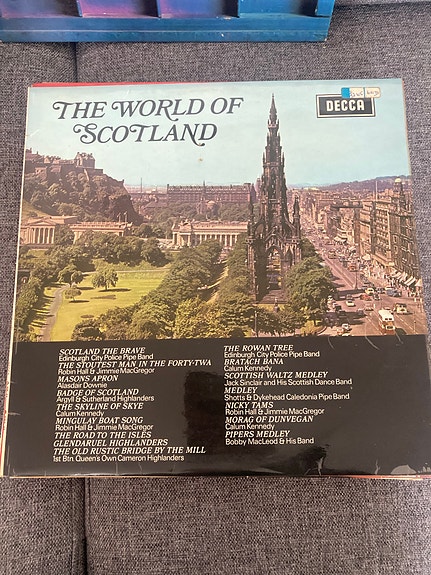 THE WORLD OF
SCOTLAND
DECCA
SCOTLAND THE BRAVE
Edinburgh City Police Pipe Band
THE STOUTEST MAN IN THE FORTY-TWA
Robin Hall & Jimmie MacGregor
MASONS APRON
Alasdair Downie
BADGE OF SCOTLAND
Argyll & Sutherland Highlanders
THE SKYLINE OF SKYE
Calum Kennedy
MINGULAY BOAT SONG
Robin Hall & Jimmie MacGregor
THE ROAD TO THE ISLES
GLENDARUEL HIGHLANDERS
THE OLD RUSTIC BRIDGE BY THE MILL
1st Btn. Queen's Own Cameron Highlanders
THE ROWAN TREE
Edinburgh City Police Pipe Band
BRATACH BANA
Calum Kennedy
SCOTTISH WALTZ MEDLEY
Jack Sinclair and His Scottish Dance Band
MEDLEY
Shotts & Dykehead Caledonia Pipe Band
NICKY TAMS
Robin Hall & Jimmie MacGregor
MORAG OF DUNVEGAN
Calum Kennedy
PIPERS MEDLEY
Bobby MacLeod & His Band